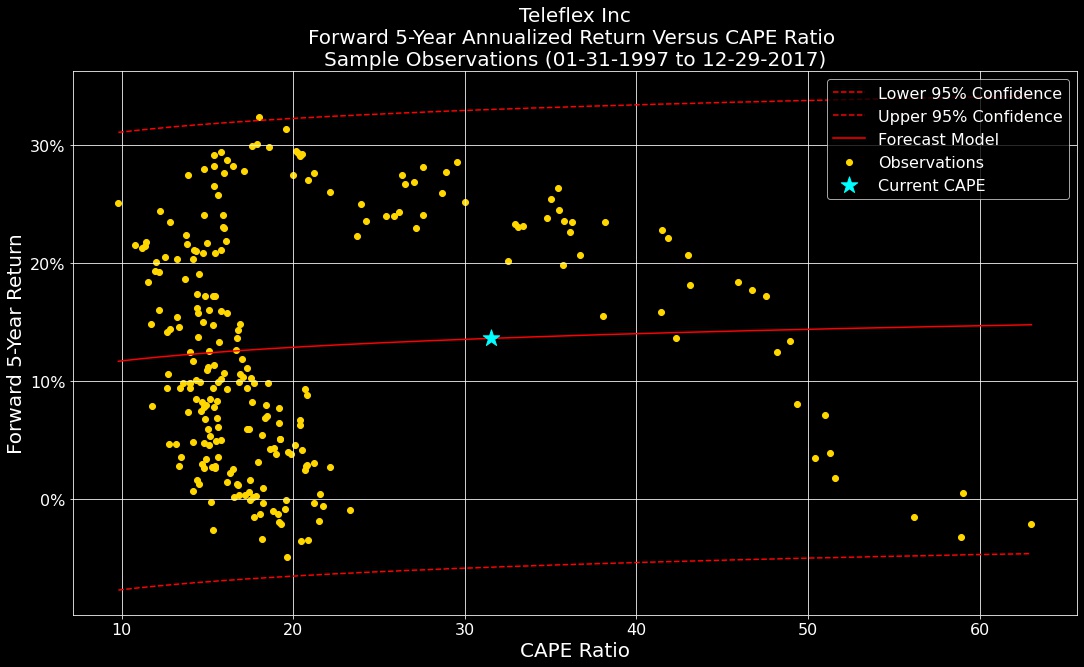 Teleflex Inc
Forward 5-Year Annualized Return Versus CAPE Ratio
Sample Observations (01-31-1997 to 12-29-2017)
Lower 95% Confidence
Upper 95% Confidence
Forecast Model
Observations
Current CAPE
Forward 5-Year Return
30%
20%
10%
0%
10 20 30 40 50 60
CAPE Ratio